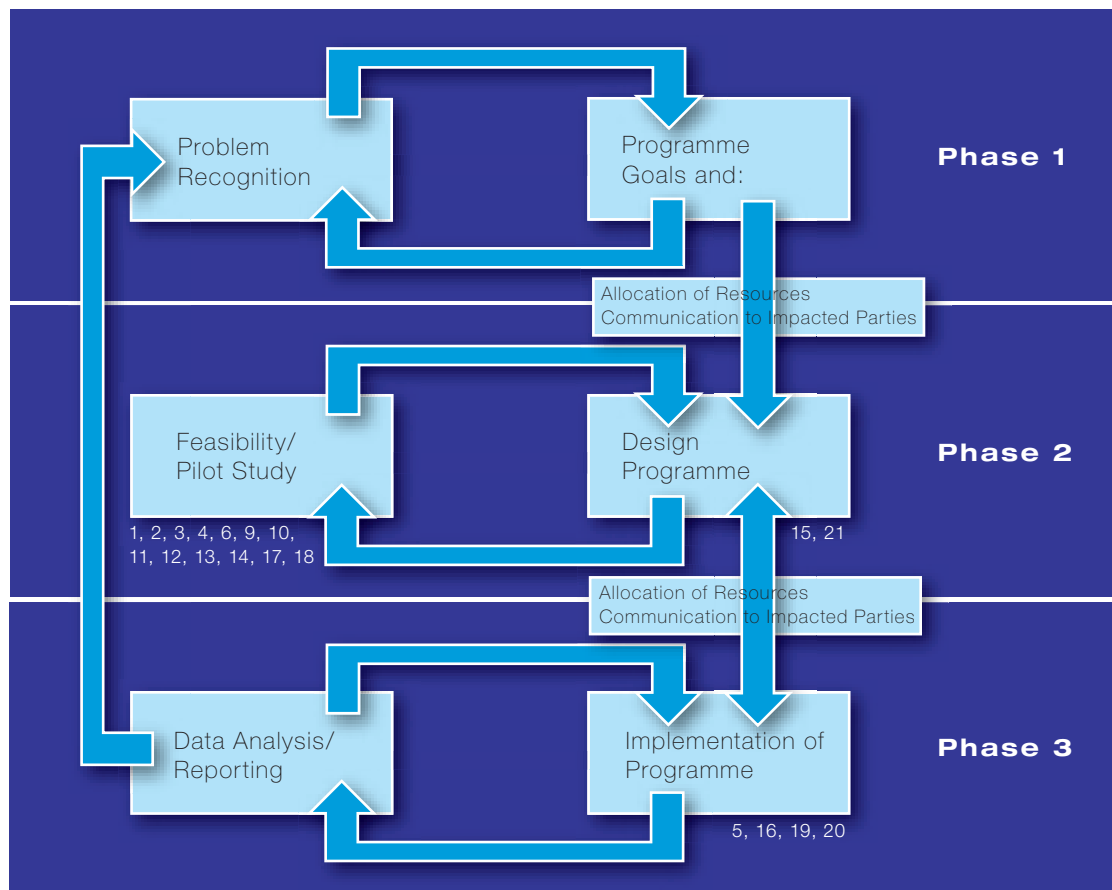 Problem
Recognition
Programme
Goals and:
Phase 1
Allocation of Resources
Communication to Impacted Parties
Feasibility/
Pilot Study
Design
Programme
Phase 2
1, 2, 3, 4, 6, 9, 10,
11, 12, 13, 14, 17, 18
15, 21
Allocation of Resources
Communication to Impacted Parties
Data Analysis/
Reporting
Implementation of
Programme
Phase 3
5, 16, 19, 20